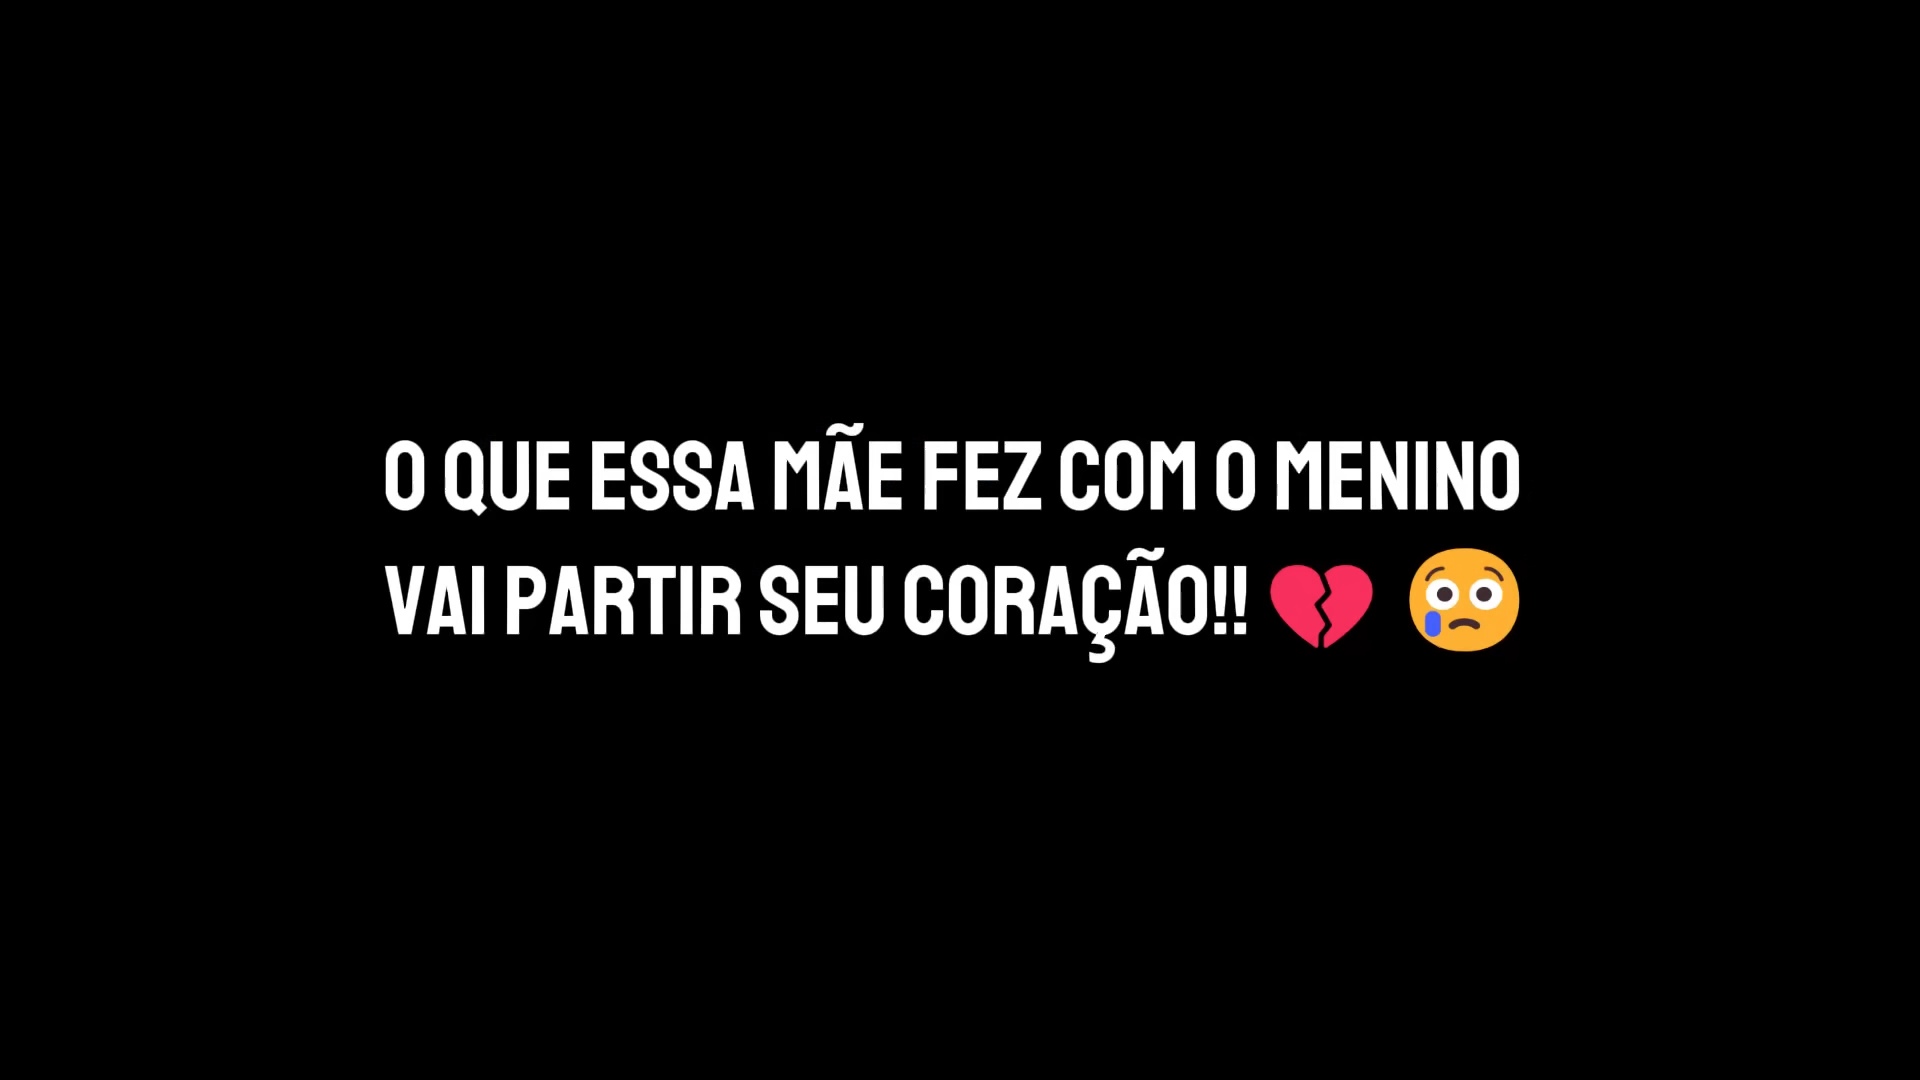 O QUE ESSA MÃE FEZ COM O MENINO
VAI PARTIR SEU CORAÇÃO!! 💔 😢